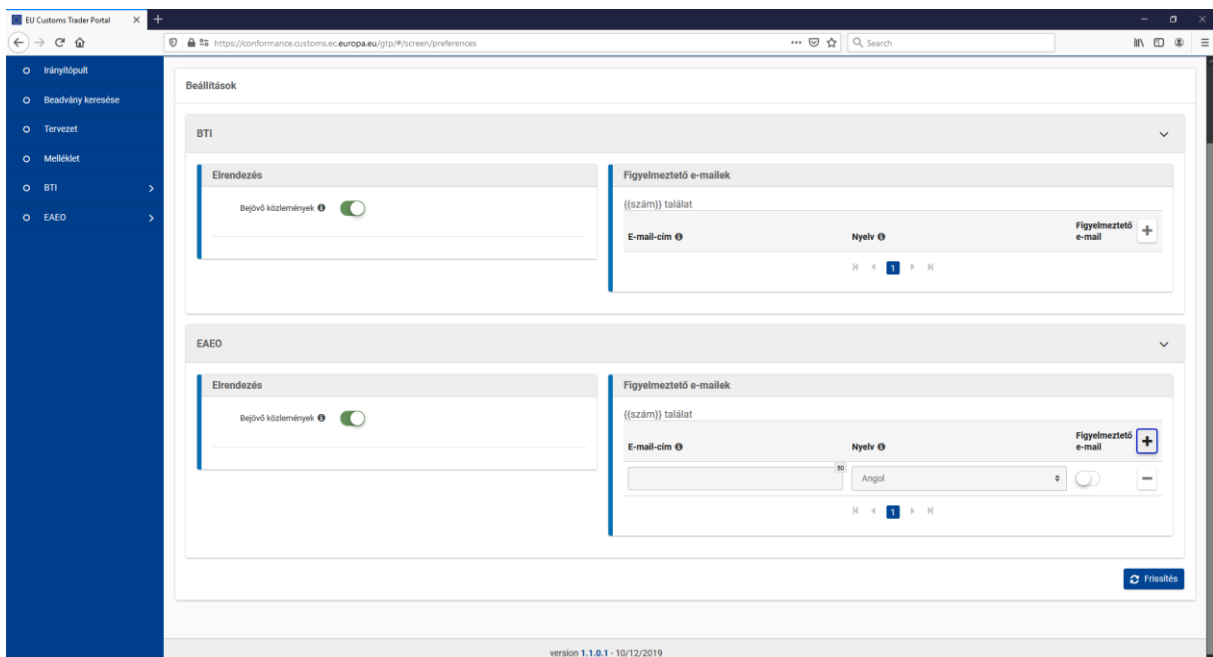 EU Customs Trader Portal
https://conformance.customs.ec.europa.eu/gtp/#/screen/preferences
Search
Irányítópult
Beadvány keresése
Tervezet
Melléklet
BTI
EAEO
Beállítások
BTI
Elrendezés
Bejövő közlemények
Figyelmeztető e-mailek
{{szám}} találat
E-mail-cím
Nyelv
Figyelmeztető
e-mail
1
EAEO
Elrendezés
Bejövő közlemények
Figyelmeztető e-mailek
{{szám}} találat
E-mail-cím
Nyelv
Figyelmeztető
e-mail
50
Angol
1
Frissítés
version 1.1.0.1 - 10/12/2019